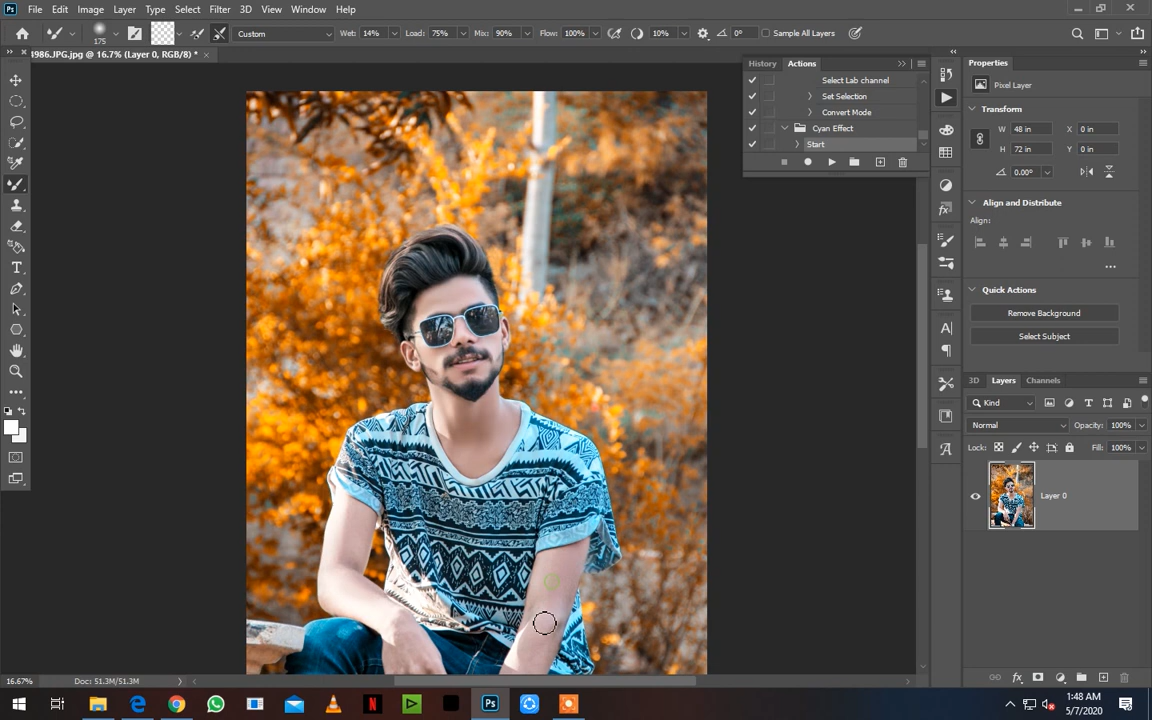 Ps File Edit Image Layer Type Select Filter 3D View Window Help
175 Custom Wet: 14% Load: 75% Mix: 90% Flow: 100% 10% 0° Sample All Layers
4986.JPG.jpg @ 16.7% (Layer 0, RGB/8) *
History Actions
Select Lab channel
Set Selection
Convert Mode
Cyan Effect
Start
Properties
Pixel Layer
Transform
W 48 in X 0 in
H 72 in Y 0 in
0.00°
Align and Distribute
Align:
Quick Actions
Remove Background
Select Subject
3D Layers Channels
Kind
Normal Opacity: 100%
Lock: Fill: 100%
Layer 0
16.67% Doc: 51.3M/51.3M
1:48 AM
5/7/2020